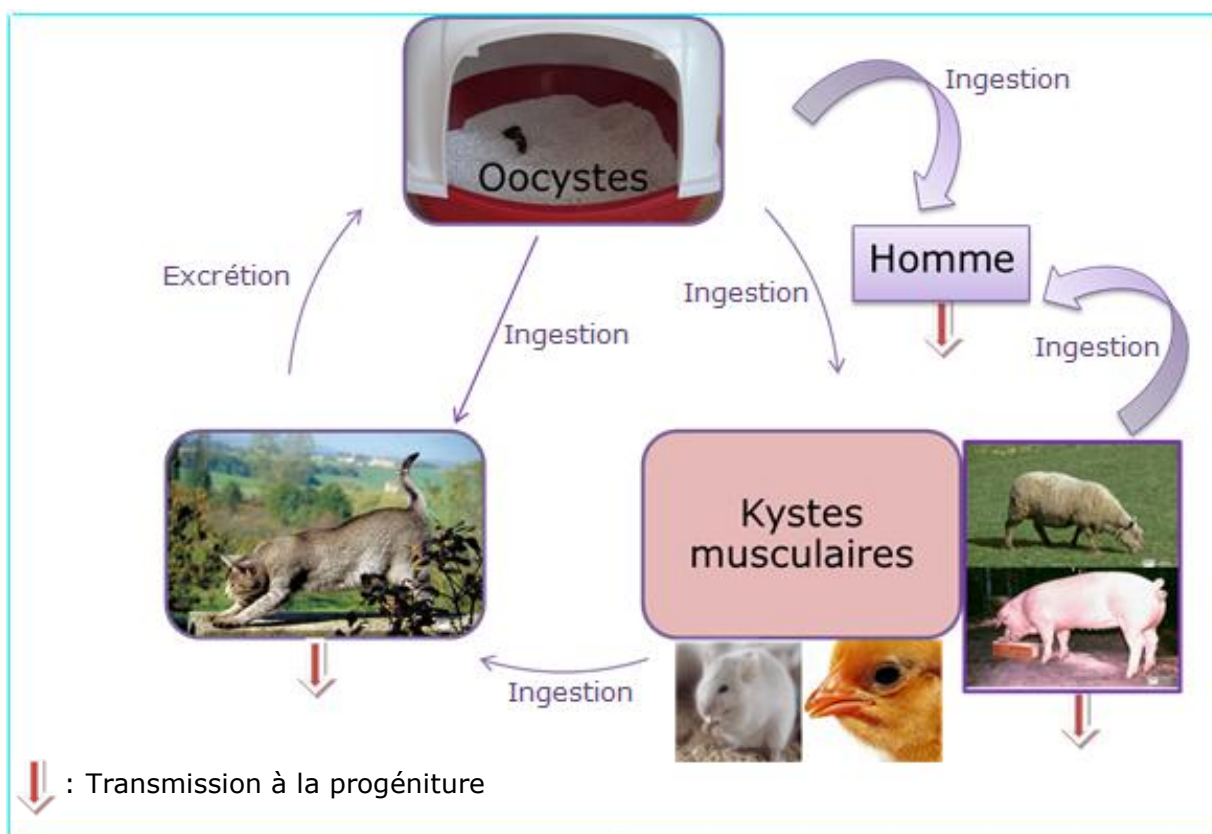 Ingestion
Oocystes
Homme
Excrétion
Ingestion
Ingestion
Ingestion
Kystes
musculaires
Ingestion
: Transmission à la progéniture